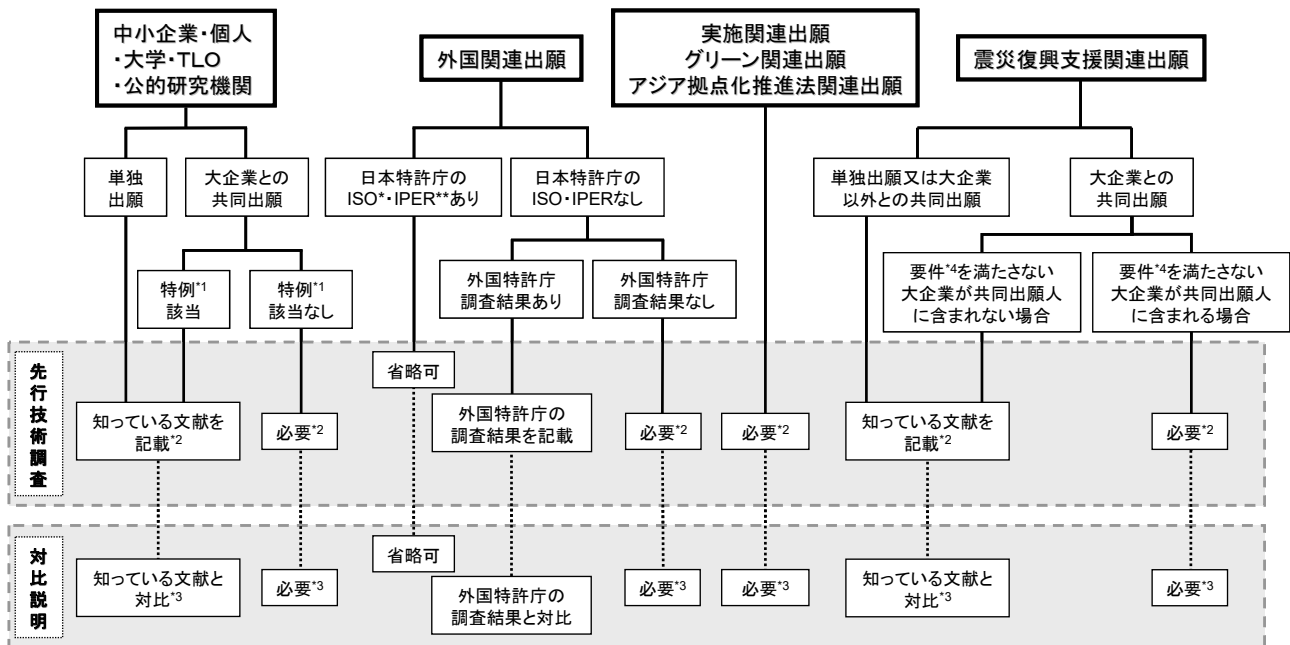 中小企業・個人
・大学・TLO
・公的研究機関
外国関連出願
実施関連出願
グリーン関連出願
アジア拠点化推進法関連出願
震災復興支援関連出願
単独
出願
大企業との
共同出願
日本特許庁の
ISO*・IPER**あり
日本特許庁の
ISO・IPERなし
単独出願又は大企業
以外との共同出願
大企業との
共同出願
特例*1
該当
特例*1
該当なし
外国特許庁
調査結果あり
外国特許庁
調査結果なし
要件*4を満たさない
大企業が共同出願人
に含まれない場合
要件*4を満たさない
大企業が共同出願人
に含まれる場合
先行技術調査
省略可
知っている文献を
記載*2
必要*2
外国特許庁の
調査結果を記載
必要*2
必要*2
知っている文献を
記載*2
必要*2
対比説明
省略可
知っている文献と
対比*3
必要*3
外国特許庁の
調査結果と対比
必要*3
必要*3
知っている文献と
対比*3
必要*3